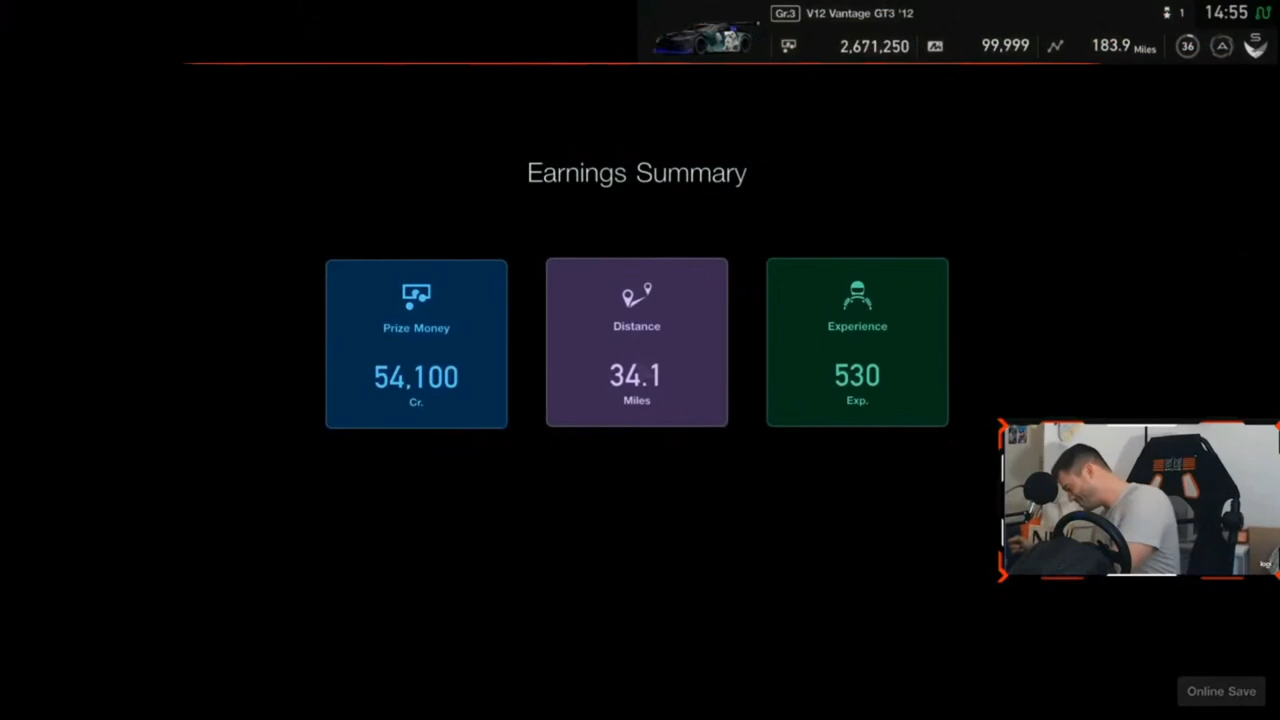 Gr.3 V12 Vantage GT3 '12
1 14:55
2,671,250 99,999 183.9 Miles 36 A S
Earnings Summary
Prize Money
54,100
Cr.
Distance
34.1
Miles
Experience
530
Exp.
logi
Online Save